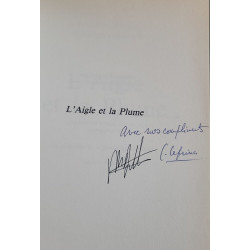 L'Aigle et la Plume
avec nos compliments